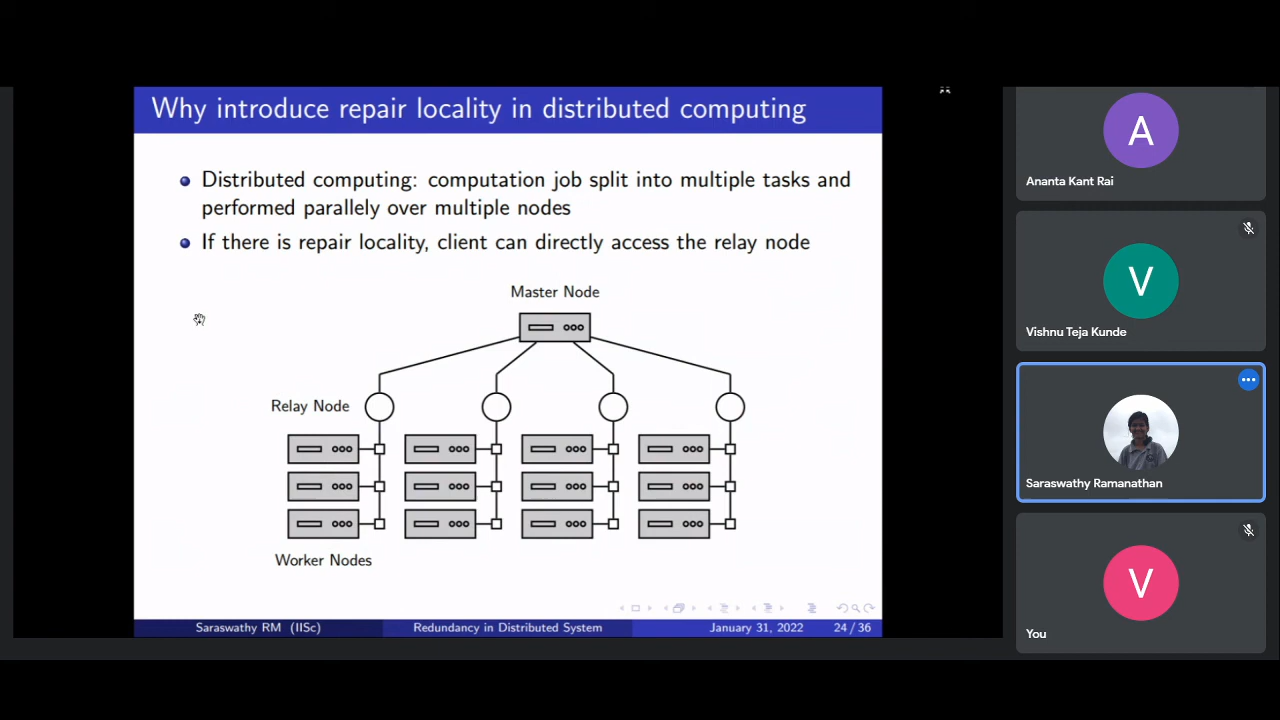 Why introduce repair locality in distributed computing
Distributed computing: computation job split into multiple tasks and
performed parallely over multiple nodes
If there is repair locality, client can directly access the relay node
Master Node
Relay Node
Worker Nodes
Saraswathy RM (IISc)
Redundancy in Distributed System
January 31, 2022
24/36
A
Ananta Kant Rai
V
Vishnu Teja Kunde
Saraswathy Ramanathan
V
You